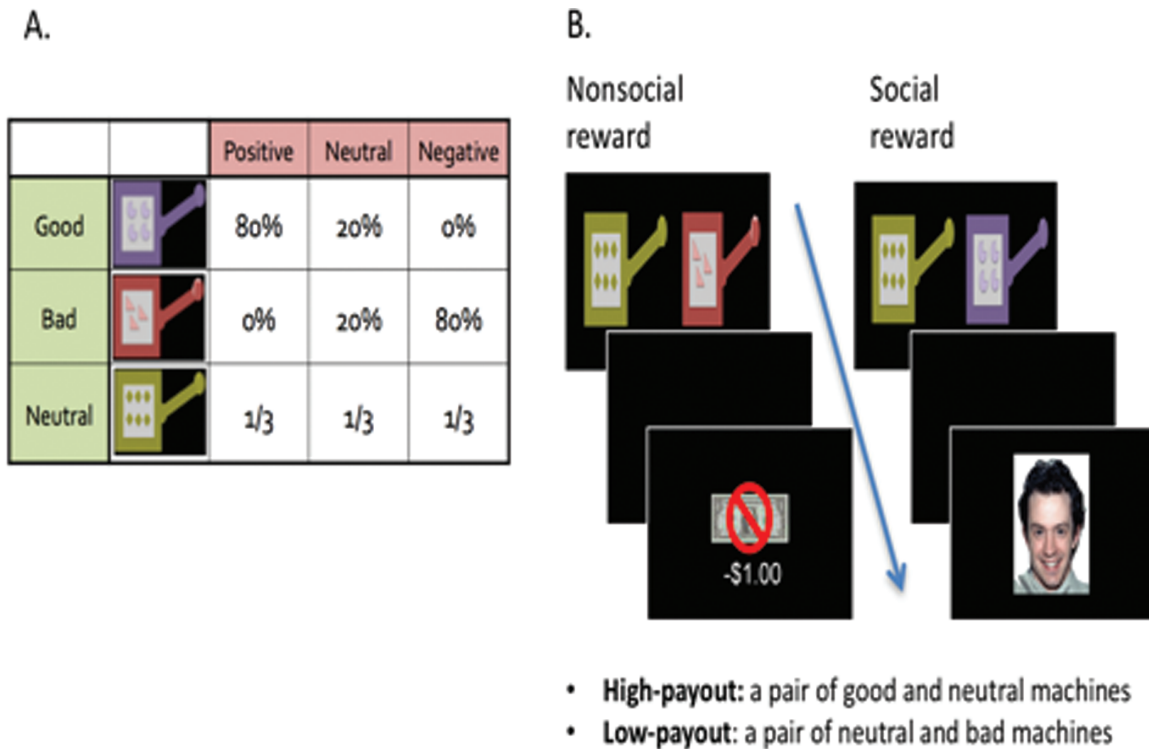 A.
Positive Neutral Negative
Good 80% 20% 0%
Bad 0% 20% 80%
Neutral 1/3 1/3 1/3
B.
Nonsocial
reward
Social
reward
-$1.00
• High-payout: a pair of good and neutral machines
• Low-payout: a pair of neutral and bad machines